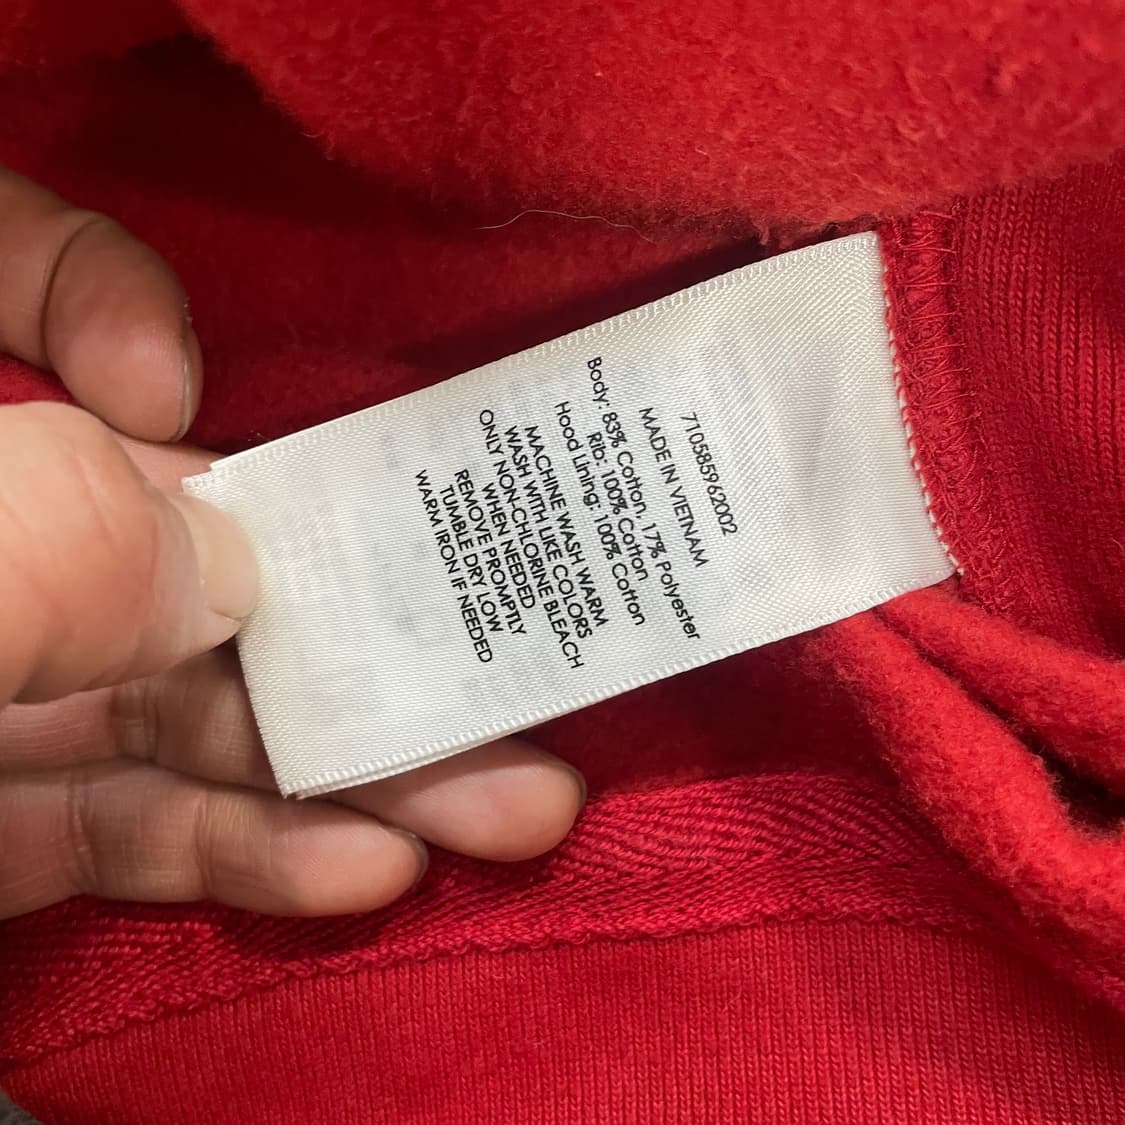 710585962002
MADE IN VIETNAM
Body: 83% Cotton, 17% Polyester
Rib: 100% Cotton
Hood Lining: 100% Cotton
MACHINE WASH WARM
WASH WITH LIKE COLORS
ONLY NON-CHLORINE BLEACH
WHEN NEEDED
REMOVE PROMPTLY
TUMBLE DRY LOW
WARM IRON IF NEEDED